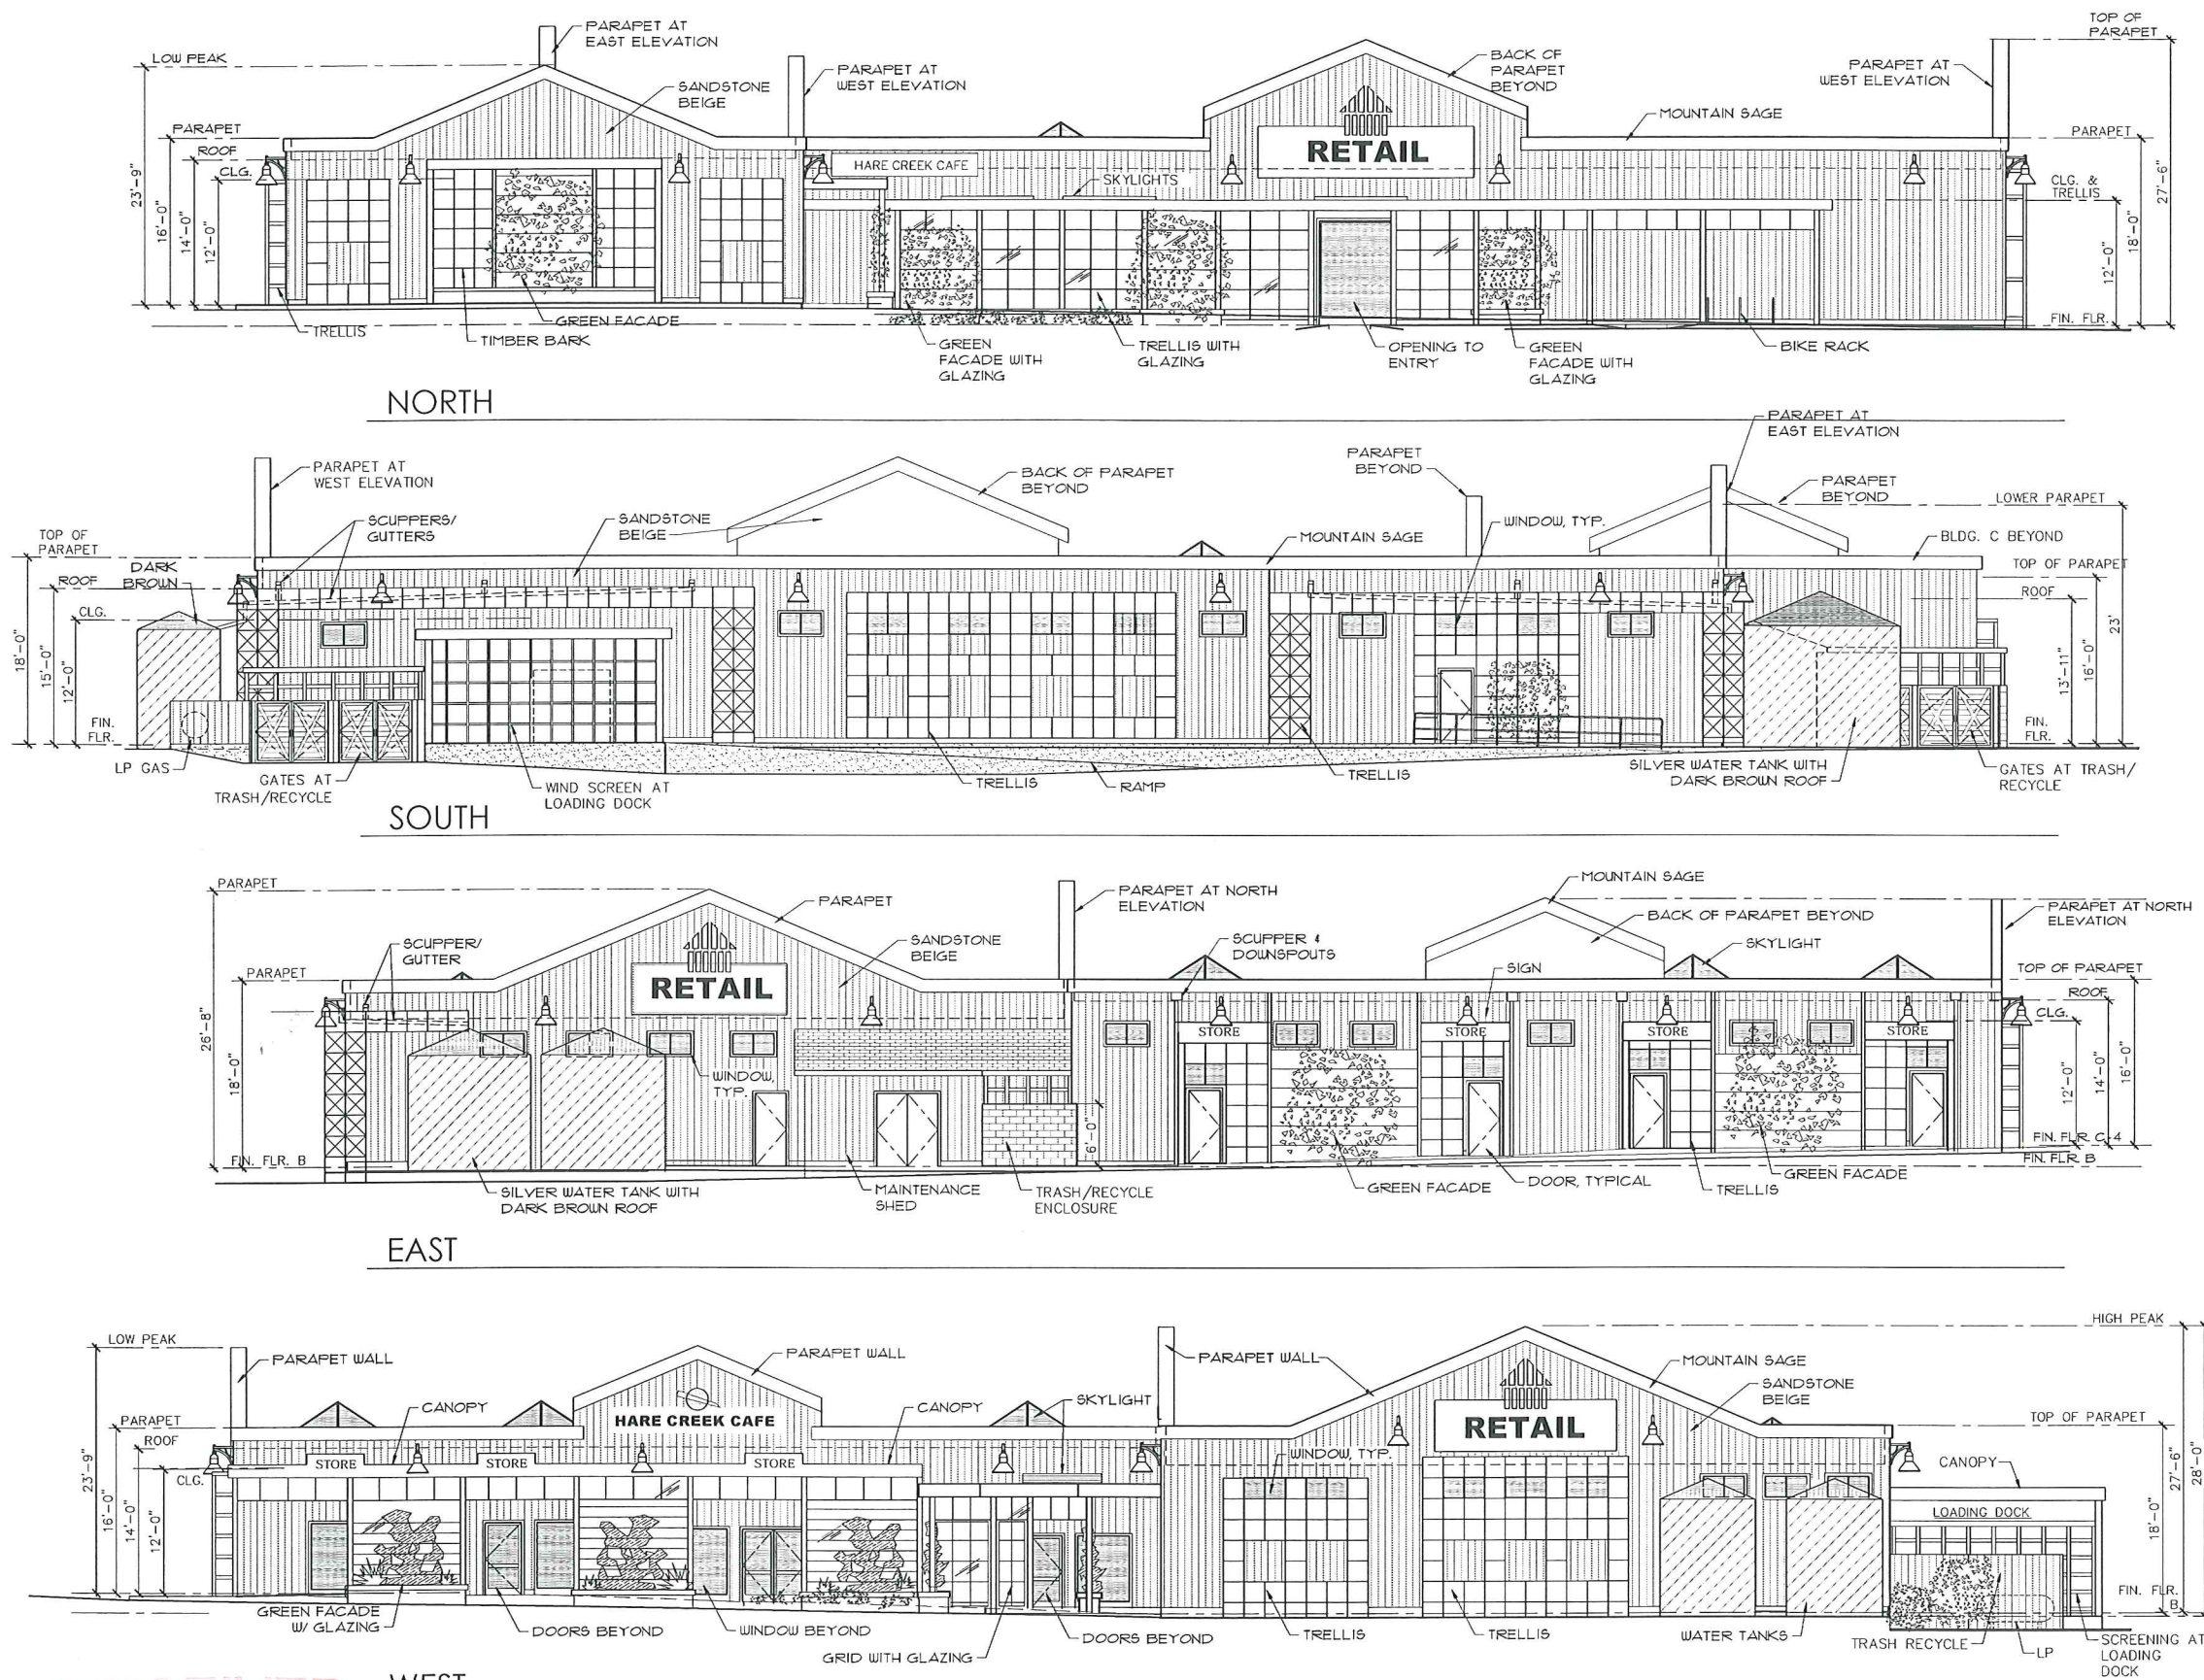 PARAPET AT
EAST ELEVATION
LOW PEAK
SANDSTONE
BEIGE
PARAPET AT
WEST ELEVATION
BACK OF
PARAPET
BEYOND
TOP OF
PARAPET
PARAPET AT
WEST ELEVATION
MOUNTAIN SAGE
PARAPET
PARAPET
ROOF
CLG.
HARE CREEK CAFE
SKYLIGHTS
RETAIL
CLG. &
TRELLIS
23'-9"
16'-0"
14'-0"
12'-0"
12'-0"
18'-0"
27'-6"
FIN. FLR.
TRELLIS
TIMBER BARK
GREEN FACADE
GREEN
FACADE WITH
GLAZING
TRELLIS WITH
GLAZING
OPENING TO
ENTRY
GREEN
FACADE WITH
GLAZING
BIKE RACK
NORTH
PARAPET AT
WEST ELEVATION
SCUPPERS/
GUTTERS
SANDSTONE
BEIGE
BACK OF PARAPET
BEYOND
MOUNTAIN SAGE
PARAPET
BEYOND
WINDOW, TYP.
PARAPET AT
EAST ELEVATION
PARAPET
BEYOND
LOWER PARAPET
BLDG. C BEYOND
TOP OF PARAPET
ROOF
TOP OF
PARAPET
DARK
BROWN
ROOF
CLG.
18'-0"
15'-0"
12'-0"
FIN.
FLR.
13'-11"
16'-0"
23'
FIN.
FLR.
LP GAS
GATES AT
TRASH/RECYCLE
WIND SCREEN AT
LOADING DOCK
TRELLIS
RAMP
TRELLIS
SILVER WATER TANK WITH
DARK BROWN ROOF
GATES AT TRASH/
RECYCLE
SOUTH
PARAPET
PARAPET
SCUPPER/
GUTTER
PARAPET
SANDSTONE
BEIGE
RETAIL
PARAPET AT NORTH
ELEVATION
SCUPPER &
DOWNSPOUTS
MOUNTAIN SAGE
BACK OF PARAPET BEYOND
SIGN
SKYLIGHT
PARAPET AT NORTH
ELEVATION
TOP OF PARAPET
ROOF
CLG.
STORE
STORE
STORE
STORE
26'-8"
18'-0"
WINDOW,
TYP.
6'-0"
12'-0"
14'-0"
16'-0"
FIN. FLR. B
FIN. FLR. C-4
FIN. FLR. B
SILVER WATER TANK WITH
DARK BROWN ROOF
MAINTENANCE
SHED
TRASH/RECYCLE
ENCLOSURE
GREEN FACADE
DOOR, TYPICAL
TRELLIS
GREEN FACADE
EAST
LOW PEAK
PARAPET WALL
CANOPY
PARAPET WALL
HARE CREEK CAFE
CANOPY
SKYLIGHT
PARAPET WALL
RETAIL
MOUNTAIN SAGE
SANDSTONE
BEIGE
HIGH PEAK
TOP OF PARAPET
PARAPET
ROOF
CLG.
STORE
STORE
STORE
WINDOW, TYP.
CANOPY
LOADING DOCK
23'-9"
16'-0"
14'-0"
12'-0"
18'-0"
27'-6"
28'-0"
FIN. FLR.
B
GREEN FACADE
W/ GLAZING
DOORS BEYOND
WINDOW BEYOND
GRID WITH GLAZING
DOORS BEYOND
TRELLIS
TRELLIS
WATER TANKS
TRASH RECYCLE
LP
SCREENING AT
LOADING
DOCK
WEST